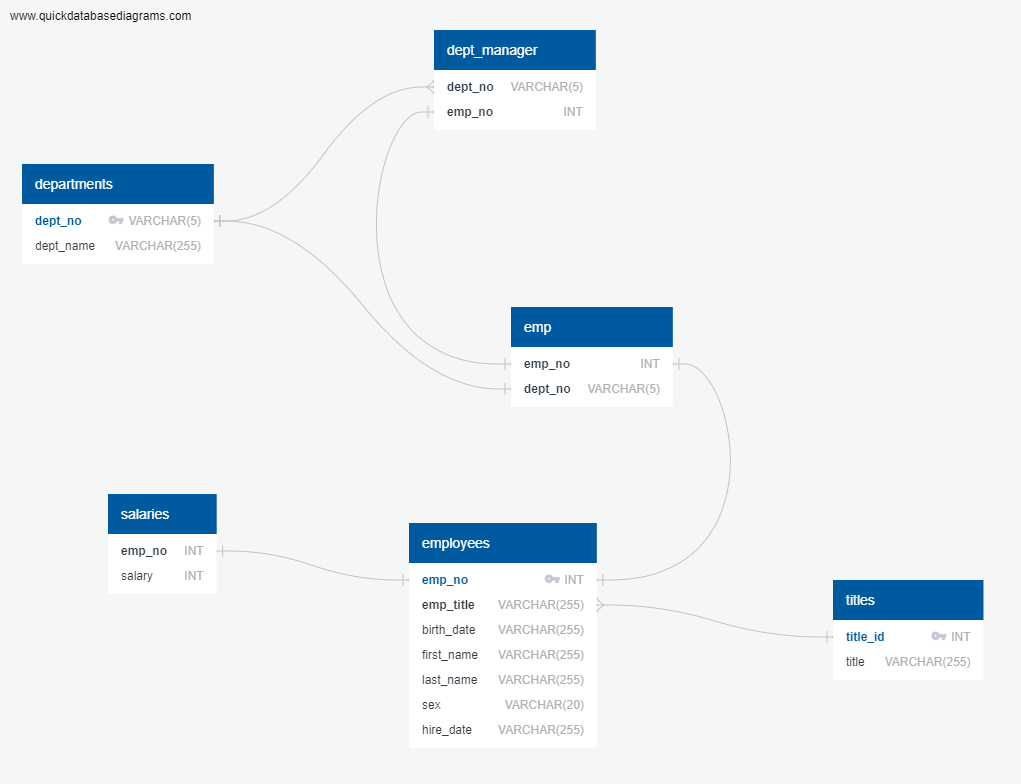 www.quickdatabasediagrams.com
dept_manager
dept_no VARCHAR(5)
emp_no INT
departments
dept_no VARCHAR(5)
dept_name VARCHAR(255)
emp
emp_no INT
dept_no VARCHAR(5)
salaries
emp_no INT
salary INT
employees
emp_no INT
emp_title VARCHAR(255)
birth_date VARCHAR(255)
first_name VARCHAR(255)
last_name VARCHAR(255)
sex VARCHAR(20)
hire_date VARCHAR(255)
titles
title_id INT
title VARCHAR(255)